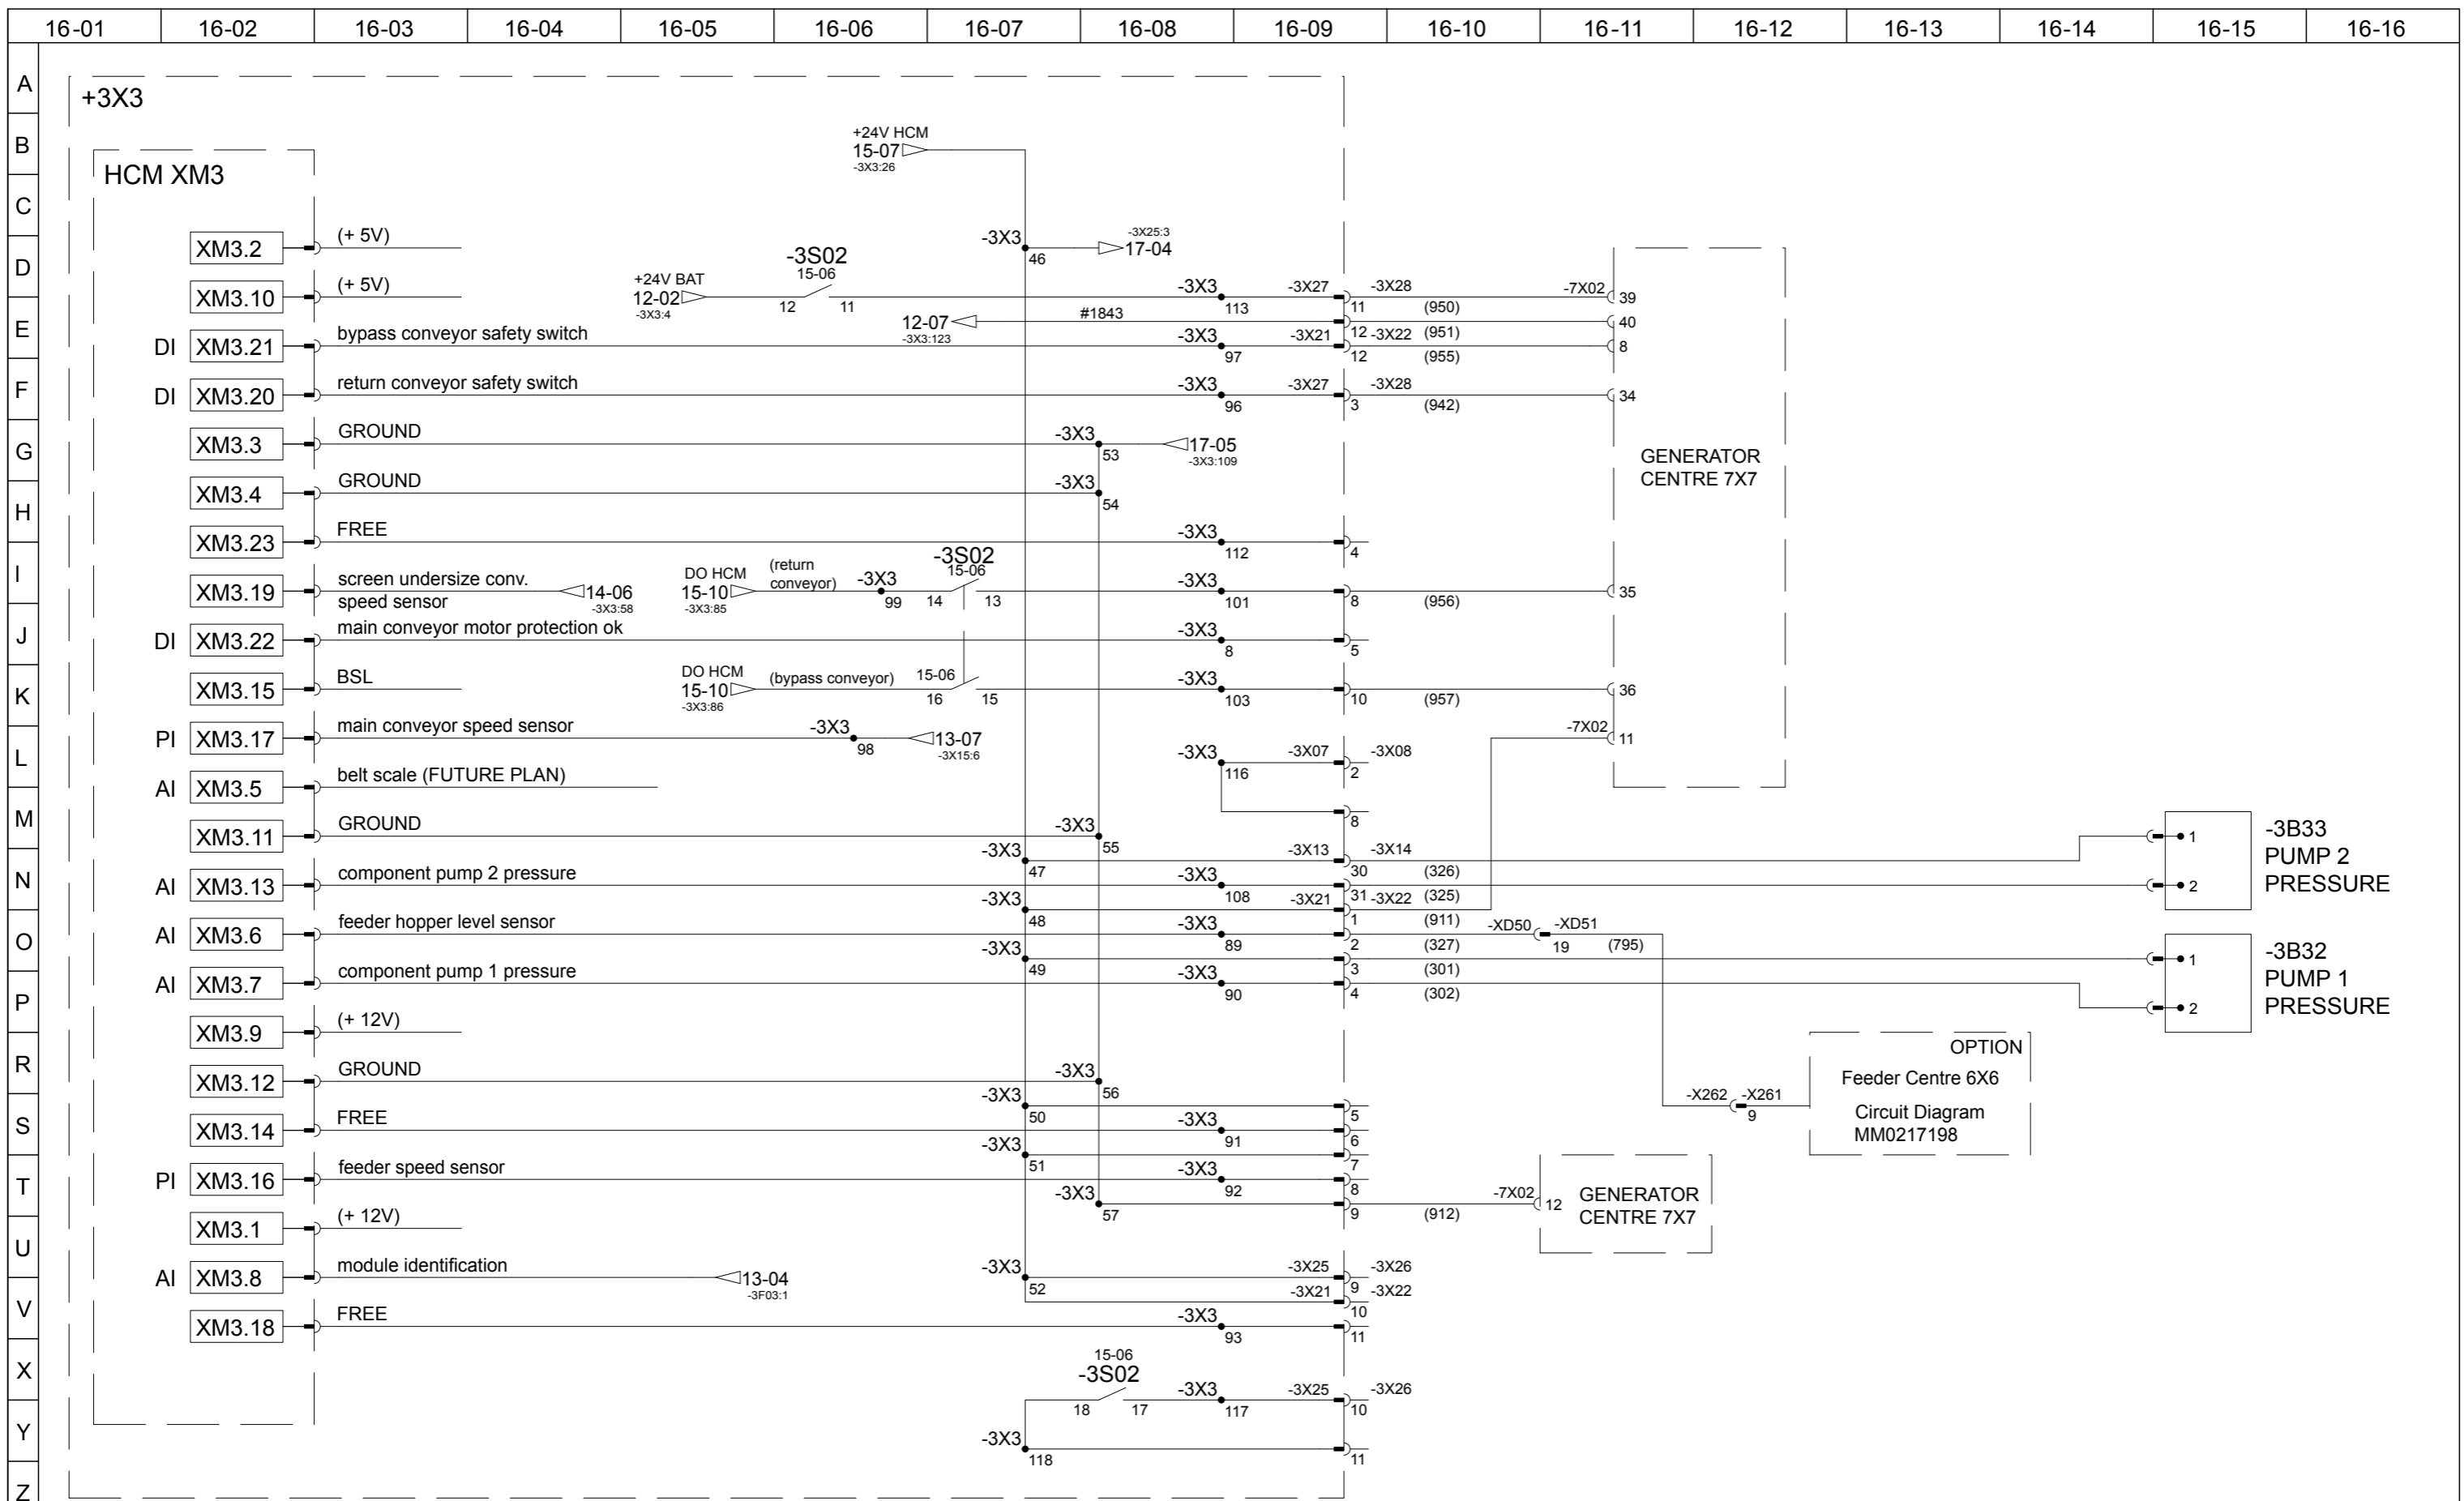 16-01 16-02 16-03 16-04 16-05 16-06 16-07 16-08 16-09 16-10 16-11 16-12 16-13 16-14 16-15 16-16
A
+3X3
B
+24V HCM
15-07
-3X3:26
HCM XM3
C
XM3.2 (+ 5V) -3X3 46 -3X25:3 17-04
D
XM3.10 (+ 5V) +24V BAT 12-02 -3X3:4 -3S02 15-06 12 11 -3X3 113 -3X27 11 -3X28 (950) -7X02 39
12-07 -3X3:123 #1843 12 (951) 40
E
DI XM3.21 bypass conveyor safety switch -3X3 97 -3X21 12 -3X22 (955) 8
F
DI XM3.20 return conveyor safety switch -3X3 96 -3X27 3 -3X28 (942) 34
XM3.3 GROUND -3X3 53 17-05 -3X3:109
G
GENERATOR
CENTRE 7X7
XM3.4 GROUND -3X3 54
H
XM3.23 FREE -3X3 112 4
I
XM3.19 screen undersize conv.
speed sensor 14-06 -3X3:58
DO HCM 15-10 -3X3:85 (return
conveyor) -3X3 99 14 -3S02 15-06 13 -3X3 101 8 (956) 35
J
DI XM3.22 main conveyor motor protection ok -3X3 8 5
K
XM3.15 BSL DO HCM 15-10 -3X3:86 (bypass conveyor) 15-06 16 15 -3X3 103 10 (957) 36
PI XM3.17 main conveyor speed sensor -3X3 98 13-07 -3X15:6 -7X02 11
L
-3X3 116 -3X07 2 -3X08
AI XM3.5 belt scale (FUTURE PLAN)
M
8
XM3.11 GROUND -3X3 55
-3X3 47 -3X13 30 -3X14 (326) 1
-3B33
PUMP 2
PRESSURE
N
AI XM3.13 component pump 2 pressure -3X3 108 31 (325) 2
-3X3 48 -3X21 1 -3X22 (911)
O
AI XM3.6 feeder hopper level sensor -3X3 89 2 (327) -XD50 -XD51 19 (795)
-3X3 49 3 (301) 1
-3B32
PUMP 1
PRESSURE
AI XM3.7 component pump 1 pressure -3X3 90 4 (302) 2
P
XM3.9 (+ 12V)
R
OPTION
Feeder Centre 6X6
Circuit Diagram
MM0217198
XM3.12 GROUND -3X3 56
-3X3 50 5 -X262 -X261 9
S
XM3.14 FREE -3X3 91 6
-3X3 51 7
T
PI XM3.16 feeder speed sensor -3X3 92 8
-3X3 57 9 (912) -7X02 12
GENERATOR
CENTRE 7X7
XM3.1 (+ 12V)
U
AI XM3.8 module identification 13-04 -3F03:1 -3X3 52 -3X25 9 -3X26
V
-3X21 10 -3X22
XM3.18 FREE -3X3 93 11
X
15-06
-3S02
18 17 -3X3 117 -3X25 10 -3X26
Y
-3X3 118 11
Z